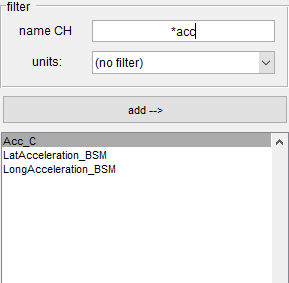 filter
name CH
*acc
units:
(no filter)
add -->
Acc_C
LatAcceleration_BSM
LongAcceleration_BSM